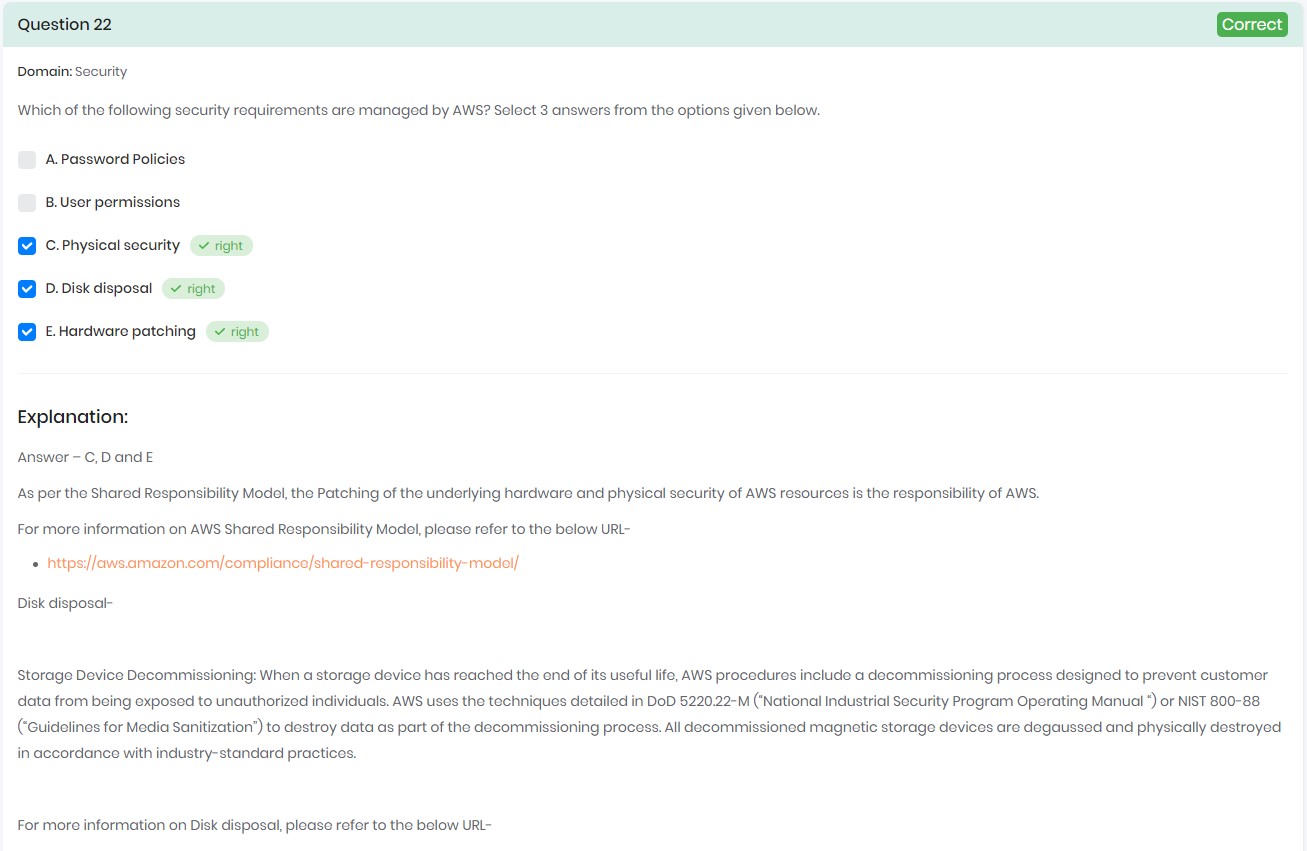 Question 22
Correct
Domain: Security
Which of the following security requirements are managed by AWS? Select 3 answers from the options given below.
A. Password Policies
B. User permissions
C. Physical security right
D. Disk disposal right
E. Hardware patching right
Explanation:
Answer – C, D and E
As per the Shared Responsibility Model, the Patching of the underlying hardware and physical security of AWS resources is the responsibility of AWS.
For more information on AWS Shared Responsibility Model, please refer to the below URL-
https://aws.amazon.com/compliance/shared-responsibility-model/
Disk disposal-
Storage Device Decommissioning: When a storage device has reached the end of its useful life, AWS procedures include a decommissioning process designed to prevent customer
data from being exposed to unauthorized individuals. AWS uses the techniques detailed in DoD 5220.22-M (“National Industrial Security Program Operating Manual “) or NIST 800-88
(“Guidelines for Media Sanitization”) to destroy data as part of the decommissioning process. All decommissioned magnetic storage devices are degaussed and physically destroyed
in accordance with industry-standard practices.
For more information on Disk disposal, please refer to the below URL-